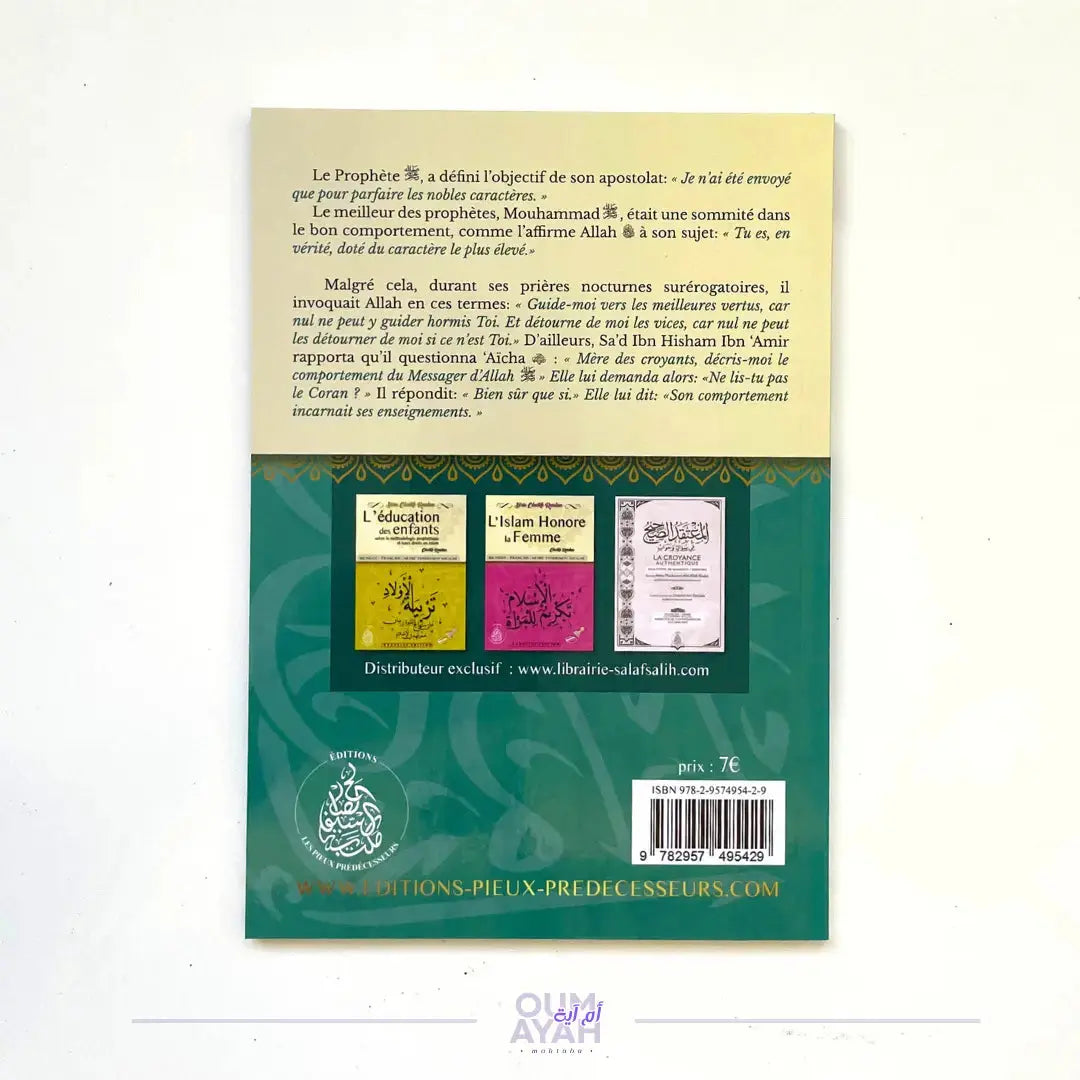 Le Prophète ﷺ, a défini l'objectif de son apostolat: « Je n'ai été envoyé
que pour parfaire les nobles caractères. »
Le meilleur des prophètes, Mouhammad ﷺ, était une sommité dans
le bon comportement, comme l'affirme Allah à son sujet: « Tu es, en
vérité, doté du caractère le plus élevé.»
Malgré cela, durant ses prières nocturnes surérogatoires, il
invoquait Allah en ces termes: « Guide-moi vers les meilleures vertus, car
nul ne peut y guider hormis Toi. Et détourne de moi les vices, car nul ne peut
les détourner de moi si ce n'est Toi.» D'ailleurs, Sa'd Ibn Hisham Ibn 'Amir
rapporta qu'il questionna 'Aïcha : « Mère des croyants, décris-moi le
comportement du Messager d'Allah ﷺ » Elle lui demanda alors: «Ne lis-tu pas
le Coran ? » Il répondit: « Bien sûr que si.» Elle lui dit: «Son comportement
incarnait ses enseignements. »
L'éducation
des enfants
تربية الأولاد
L'Islam Honore
la Femme
تكريم الإسلام للمرأة
المعتقد الصحيح
LA CROYANCE
AUTHENTIQUE
Distributeur exclusif : www.librairie-salafsalih.com
prix : 7€
ISBN 978-2-9574954-2-9
9 782957 495429
ÉDITIONS
LES PIEUX PRÉDÉCESSEURS
WWW.EDITIONS-PIEUX-PREDECESSEURS.COM
OUM
AYAH
أم آية
• maktaba •